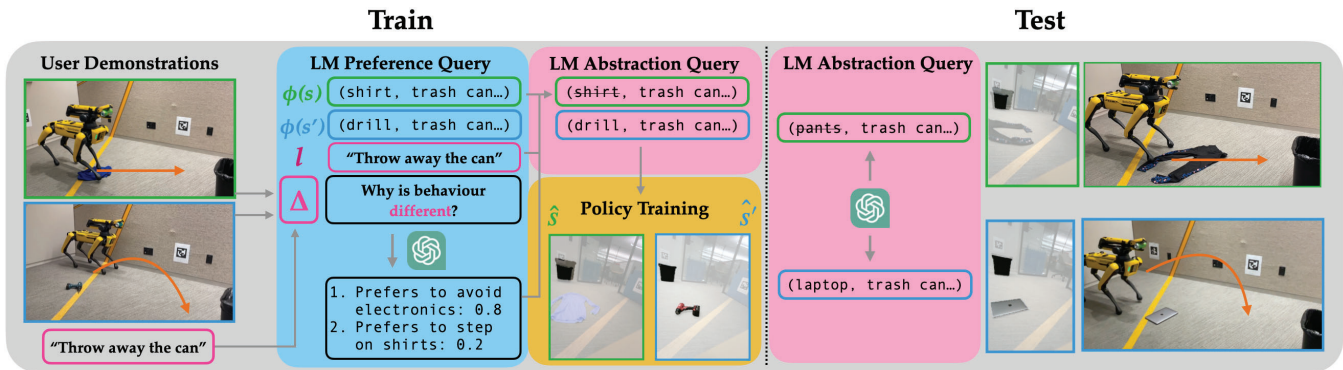 Train
Test
User Demonstrations
LM Preference Query
LM Abstraction Query
LM Abstraction Query
ϕ(s)
(shirt, trash can…)
(shirt, trash can…)
ϕ(s')
(drill, trash can…)
(drill, trash can…)
(pants, trash can…)
l
“Throw away the can”
Δ
Why is behaviour
different?
ŝ
Policy Training
ŝ'
1. Prefers to avoid
electronics: 0.8
2. Prefers to step
on shirts: 0.2
(laptop, trash can…)
“Throw away the can”